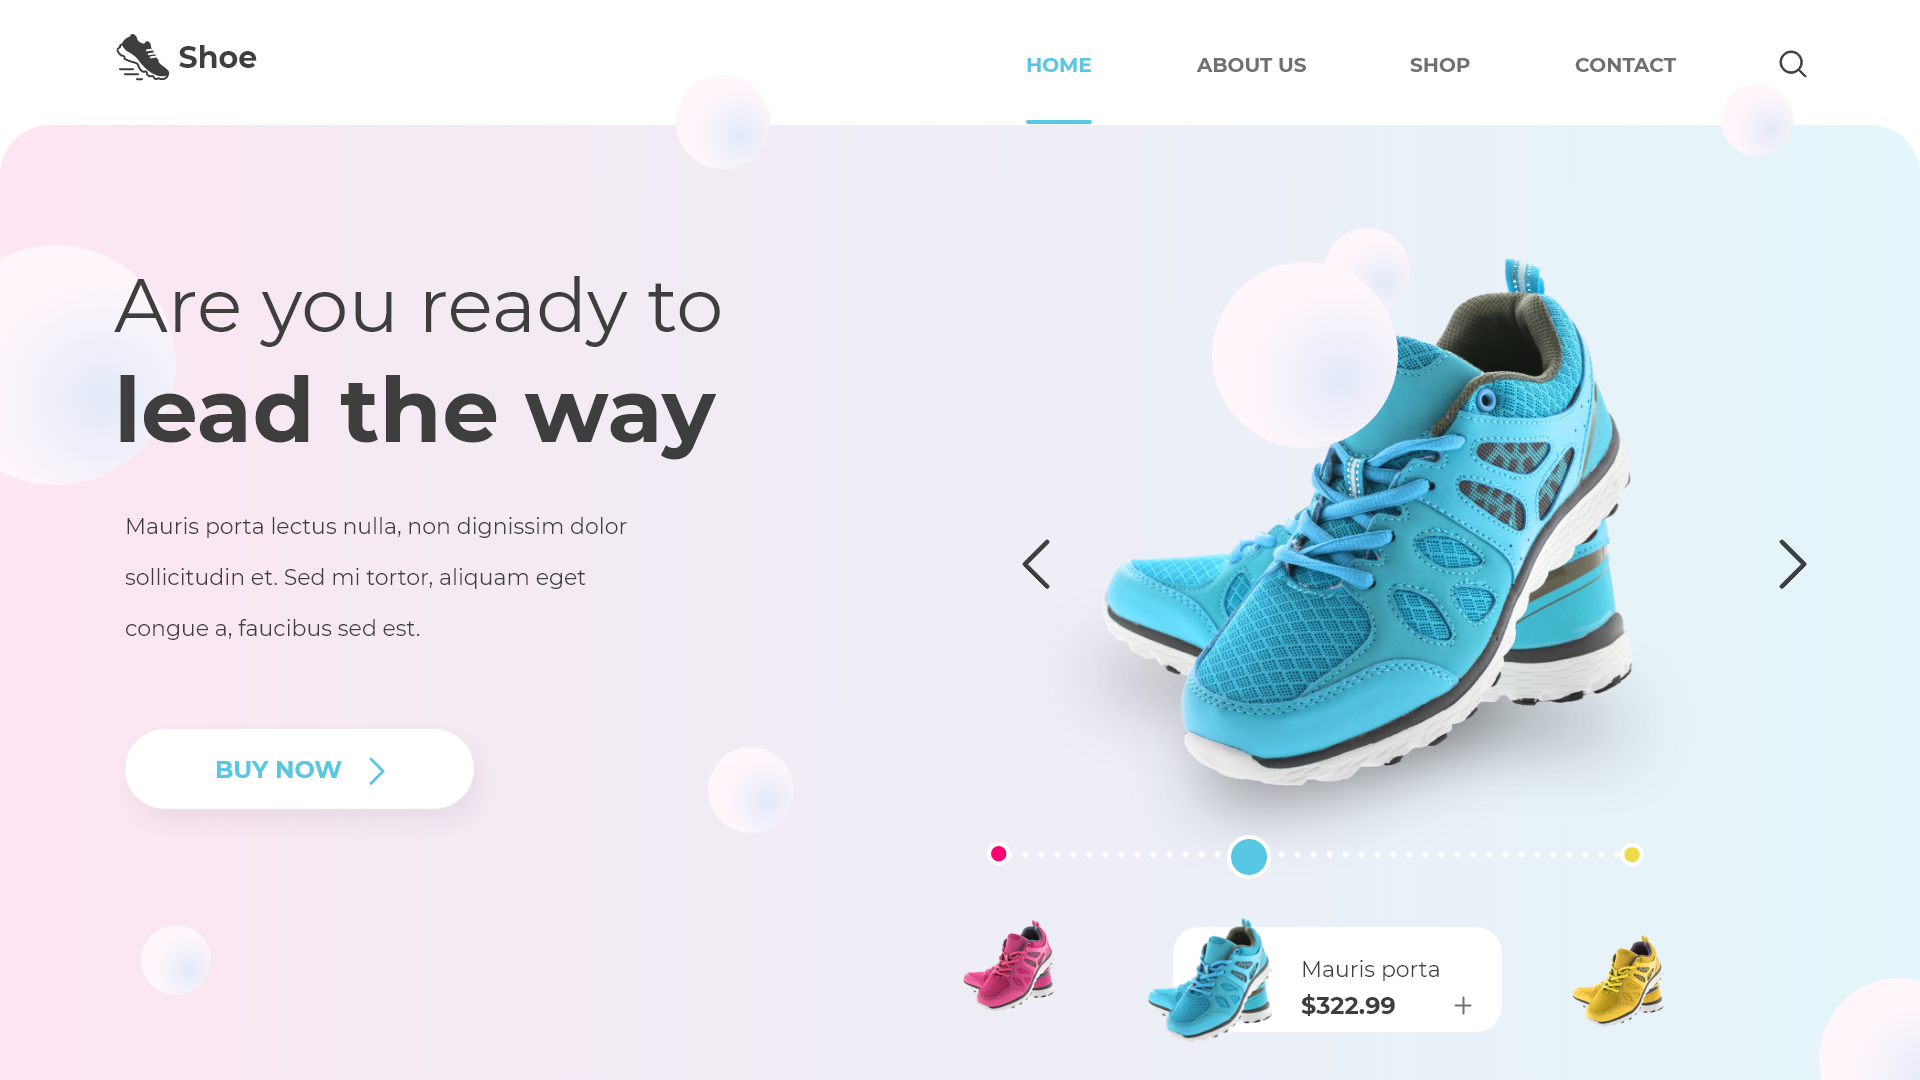 Shoe
HOME
ABOUT US
SHOP
CONTACT
Are you ready to
lead the way
Mauris porta lectus nulla, non dignissim dolor
sollicitudin et. Sed mi tortor, aliquam eget
congue a, faucibus sed est.
BUY NOW
Mauris porta
$322.99 +